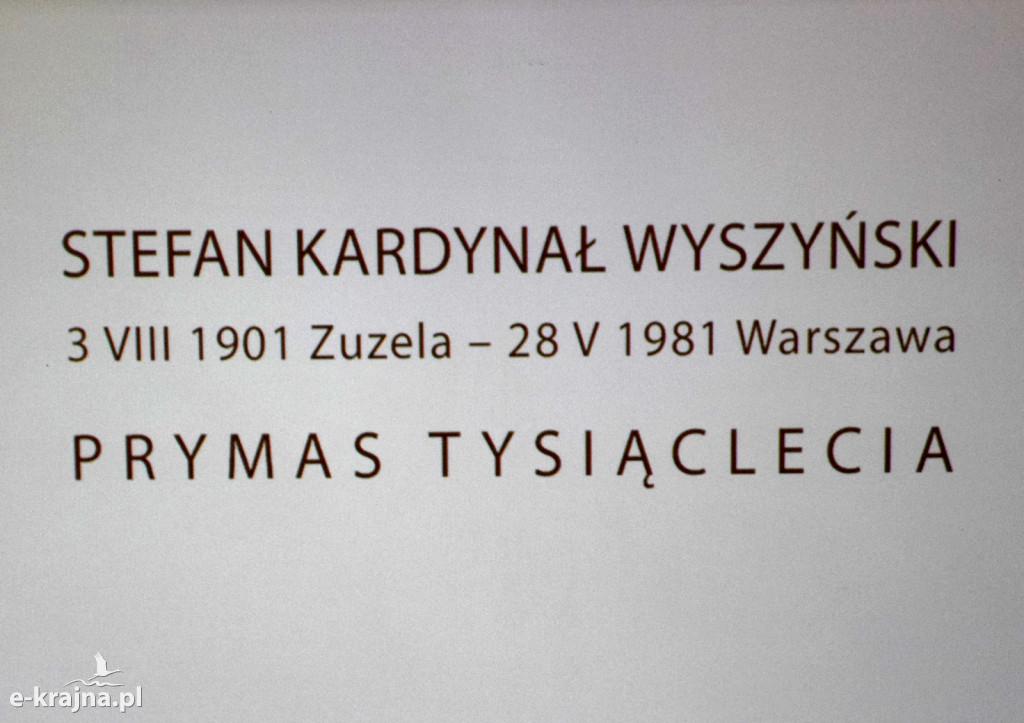 STEFAN KARDYNAŁ WYSZYŃSKI
3 VIII 1901 Zuzela – 28 V 1981 Warszawa
PRYMAS TYSIĄCLECIA
e-krajna.pl